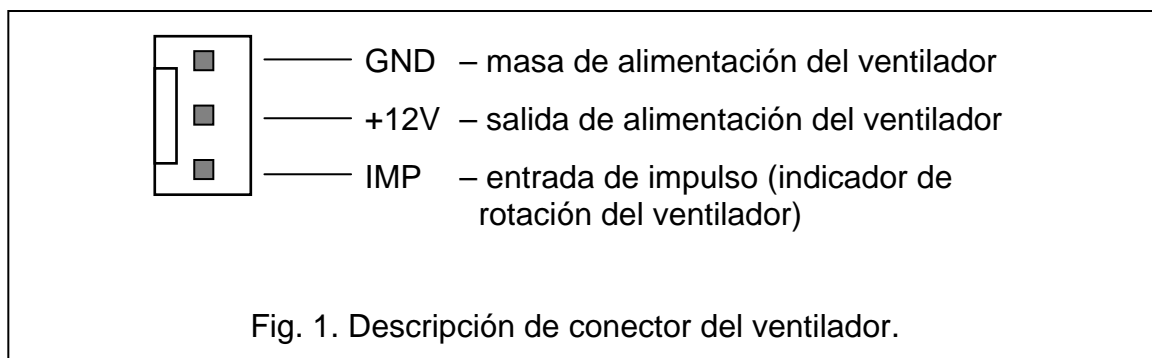 GND – masa de alimentación del ventilador
+12V – salida de alimentación del ventilador
IMP – entrada de impulso (indicador de
rotación del ventilador)
Fig. 1. Descripción de conector del ventilador.